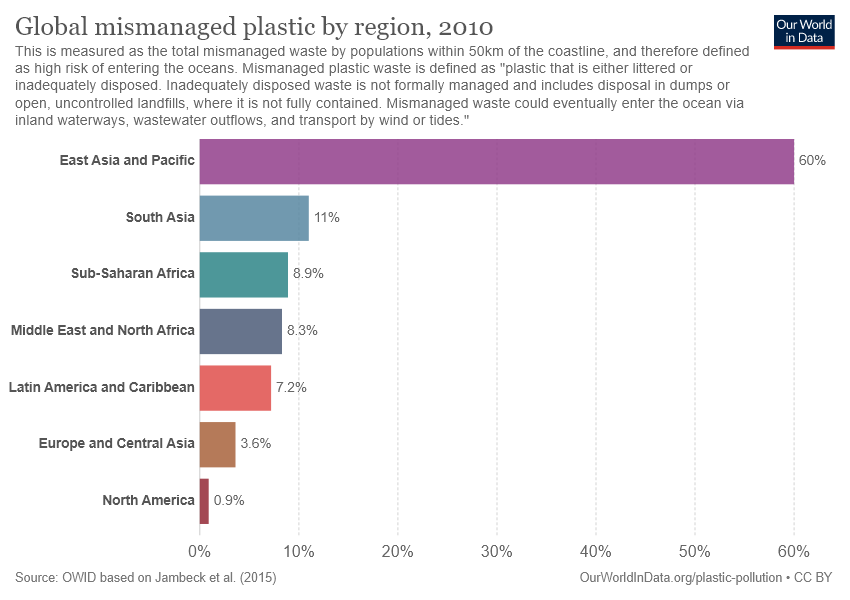 Global mismanaged plastic by region, 2010
Our World
in Data
This is measured as the total mismanaged waste by populations within 50km of the coastline, and therefore defined
as high risk of entering the oceans. Mismanaged plastic waste is defined as "plastic that is either littered or
inadequately disposed. Inadequately disposed waste is not formally managed and includes disposal in dumps or
open, uncontrolled landfills, where it is not fully contained. Mismanaged waste could eventually enter the ocean via
inland waterways, wastewater outflows, and transport by wind or tides."
East Asia and Pacific 60%
South Asia 11%
Sub-Saharan Africa 8.9%
Middle East and North Africa 8.3%
Latin America and Caribbean 7.2%
Europe and Central Asia 3.6%
North America 0.9%
0% 10% 20% 30% 40% 50% 60%
Source: OWID based on Jambeck et al. (2015) OurWorldInData.org/plastic-pollution • CC BY